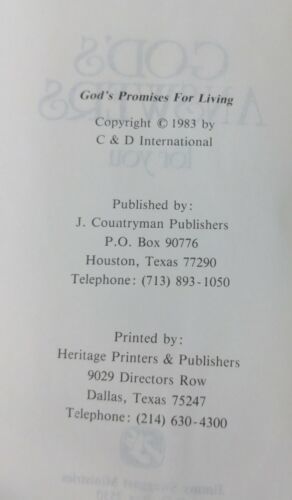 God's Promises For Living
Copyright © 1983 by
C & D International
Published by:
J. Countryman Publishers
P.O. Box 90776
Houston, Texas 77290
Telephone: (713) 893-1050
Printed by:
Heritage Printers & Publishers
9029 Directors Row
Dallas, Texas 75247
Telephone: (214) 630-4300